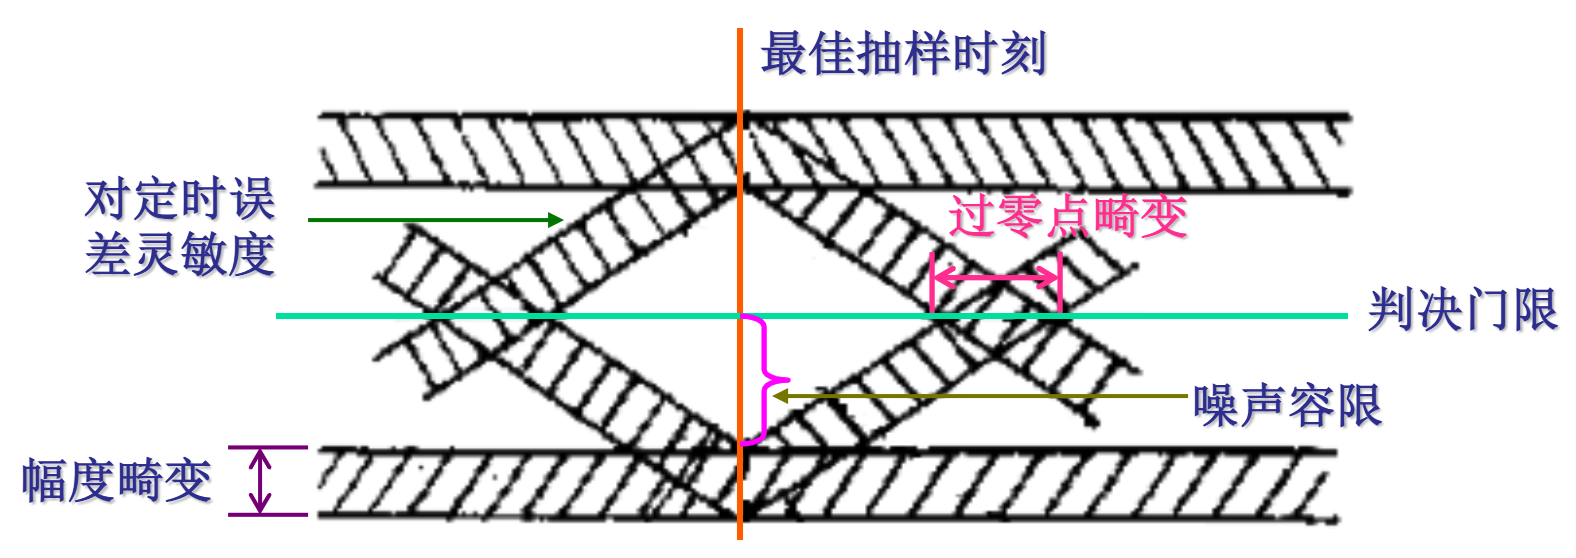 最佳抽样时刻
对定时误
差灵敏度
过零点畸变
判决门限
噪声容限
幅度畸变